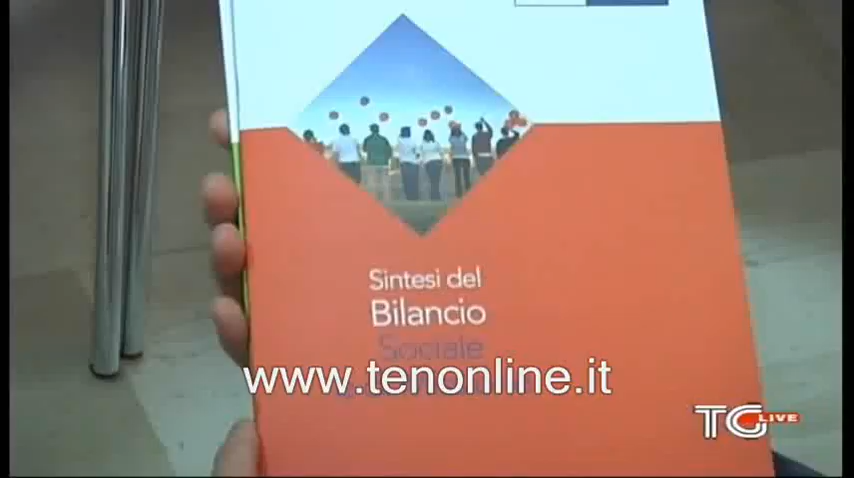 Sintesi del
Bilancio
Sociale
www.tenonline.it
TG LIVE